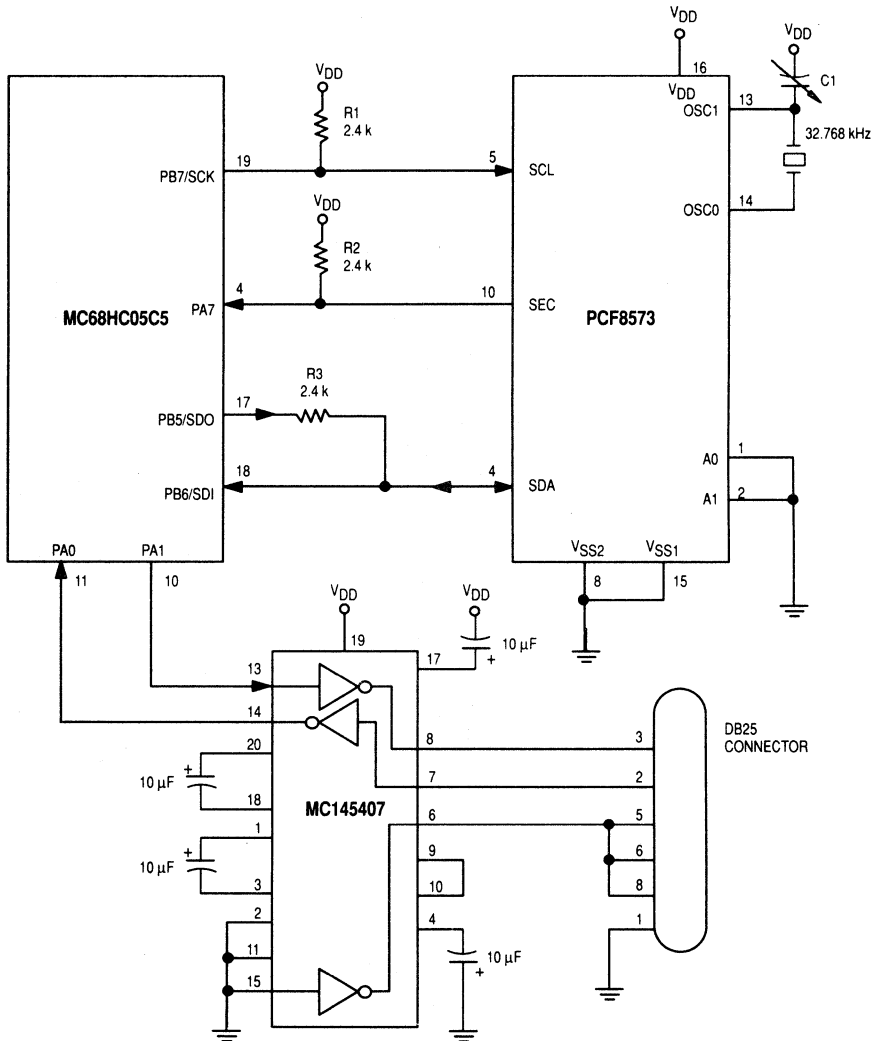 VDD
VDD
VDD
16
C1
VDD
R1
2.4 k
VDD
13
OSC1
32.768 kHz
19
5
PB7/SCK
SCL
VDD
14
OSC0
R2
2.4 k
4
10
PA7
SEC
MC68HC05C5
PCF8573
R3
2.4 k
17
PB5/SDO
1
A0
18
4
2
PB6/SDI
SDA
A1
PA0
PA1
VSS2
VSS1
11
10
8
15
VDD
VDD
19
17
10 µF
+
13
14
DB25
CONNECTOR
8
3
20
7
2
+
10 µF
18
MC145407
6
5
1
+
9
6
10 µF
3
10
8
2
4
1
11
10 µF
+
15